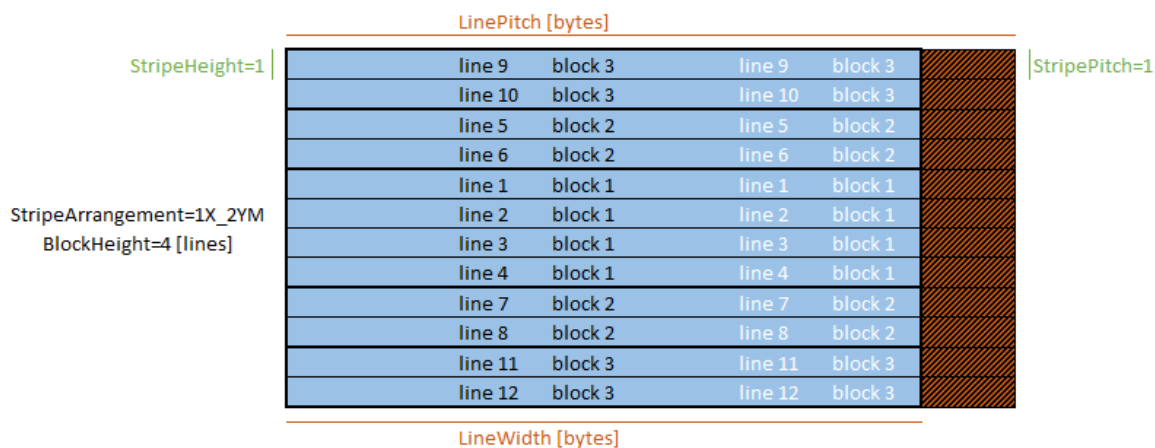 LinePitch [bytes]
StripeHeight=1 line 9 block 3 line 9 block 3 StripePitch=1
line 10 block 3 line 10 block 3
line 5 block 2 line 5 block 2
line 6 block 2 line 6 block 2
line 1 block 1 line 1 block 1
StripeArrangement=1X_2YM line 2 block 1 line 2 block 1
BlockHeight=4 [lines] line 3 block 1 line 3 block 1
line 4 block 1 line 4 block 1
line 7 block 2 line 7 block 2
line 8 block 2 line 8 block 2
line 11 block 3 line 11 block 3
line 12 block 3 line 12 block 3
LineWidth [bytes]